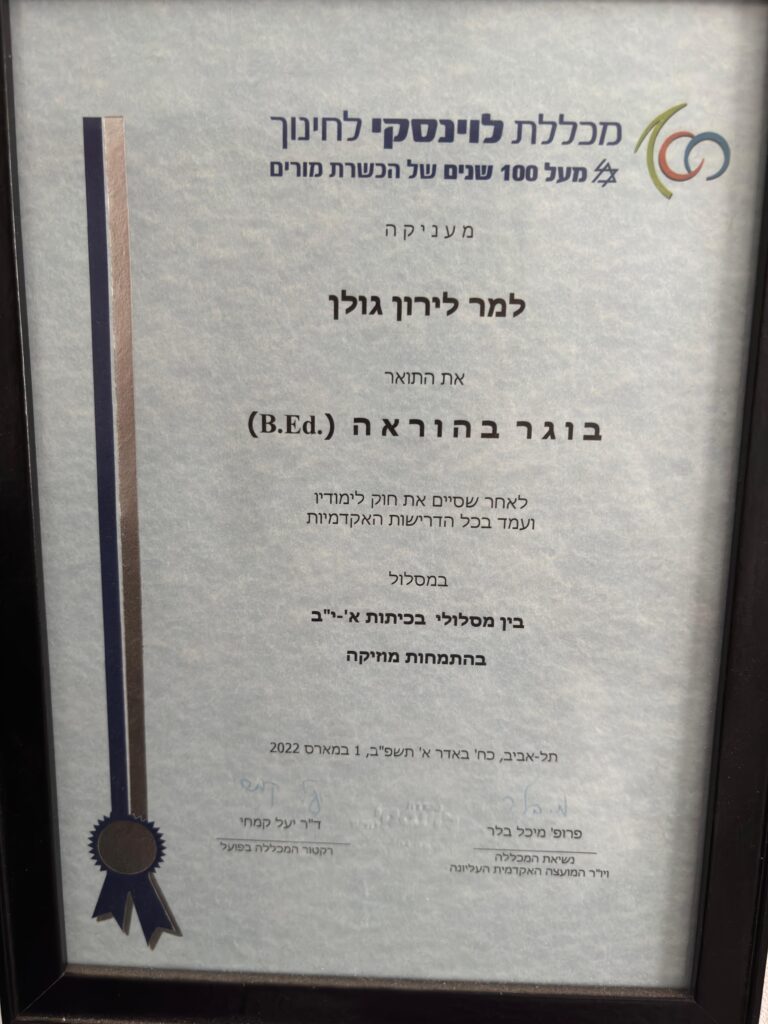 מכללת לוינסקי לחינוך
מעל 100 שנים של הכשרת מורים
מעניקה
למר לירון גולן
את התואר
בוגר בהוראה (B.Ed.)
לאחר שסיים את חוק לימודיו
ועמד בכל הדרישות האקדמיות
במסלול
בין מסלולי בכיתות א'-י"ב
בהתמחות מוזיקה
תל-אביב, כח' באדר א' תשפ"ב, 1 במארס 2022
פרופ' מיכל בלר
נשיאת המכללה
ויו"ר המועצה האקדמית העליונה
ד"ר יעל קמחי
רקטור המכללה בפועל